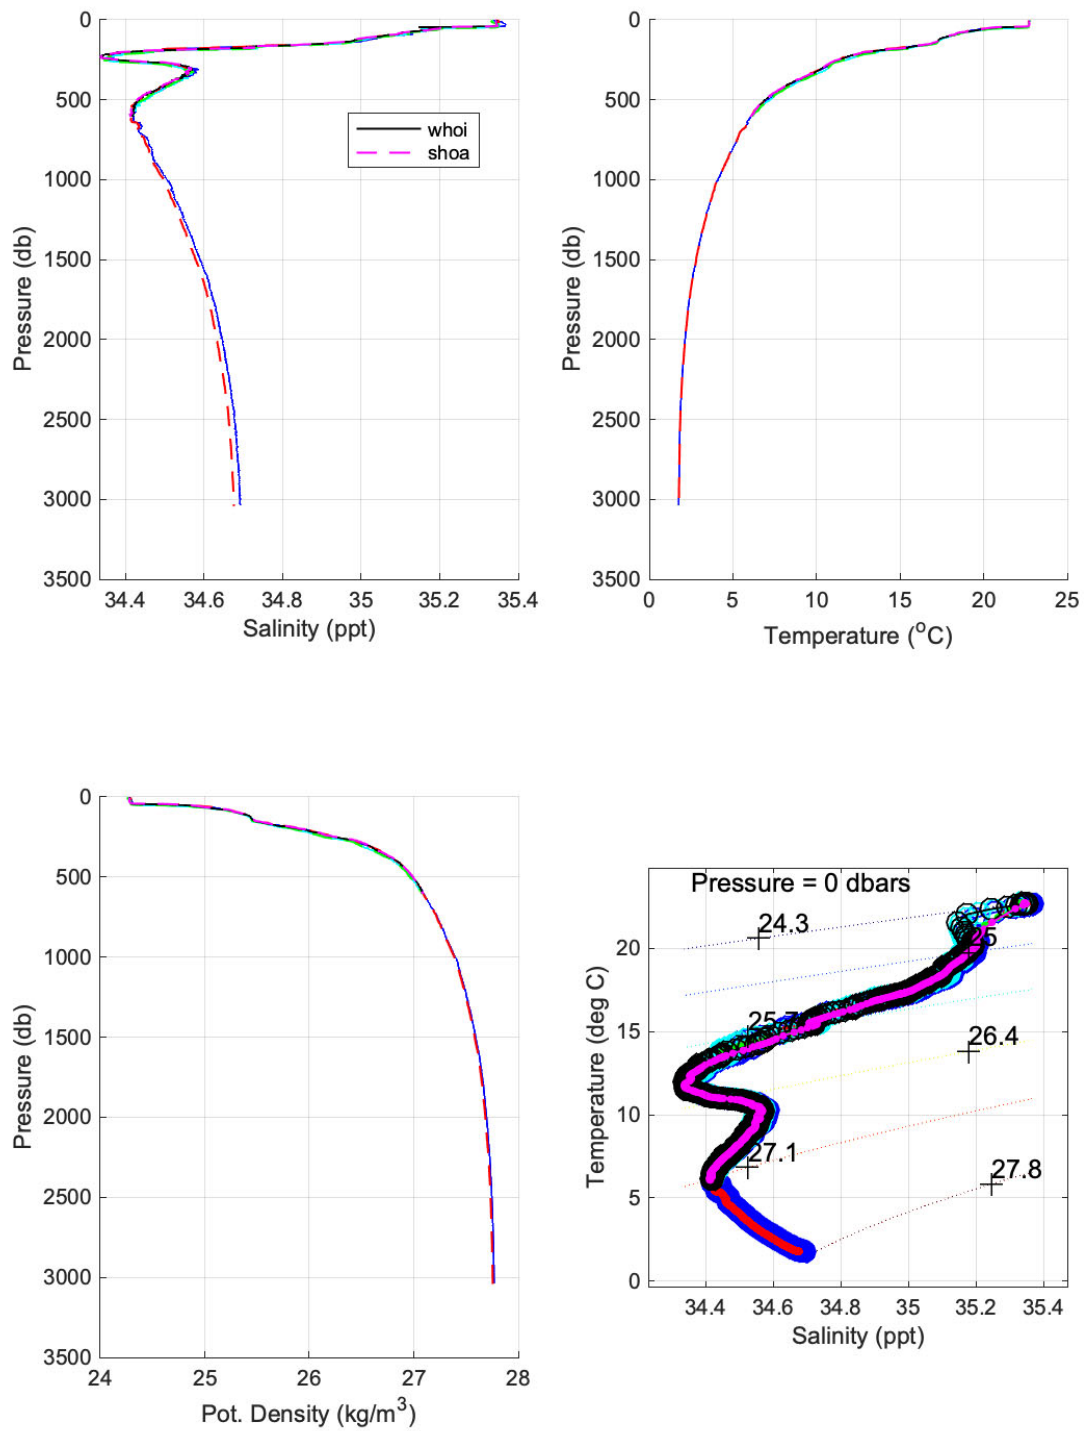 0
500
1000
1500
2000
2500
3000
3500
Pressure (db)
whoi
shoa
34.4 34.6 34.8 35 35.2 35.4
Salinity (ppt)
0
500
1000
1500
2000
2500
3000
3500
Pressure (db)
0 5 10 15 20 25
Temperature (°C)
0
500
1000
1500
2000
2500
3000
3500
Pressure (db)
24 25 26 27 28
Pot. Density (kg/m³)
Pressure = 0 dbars
24.3
25
25.7
26.4
27.1
27.8
20
15
10
5
0
Temperature (deg C)
34.4 34.6 34.8 35 35.2 35.4
Salinity (ppt)